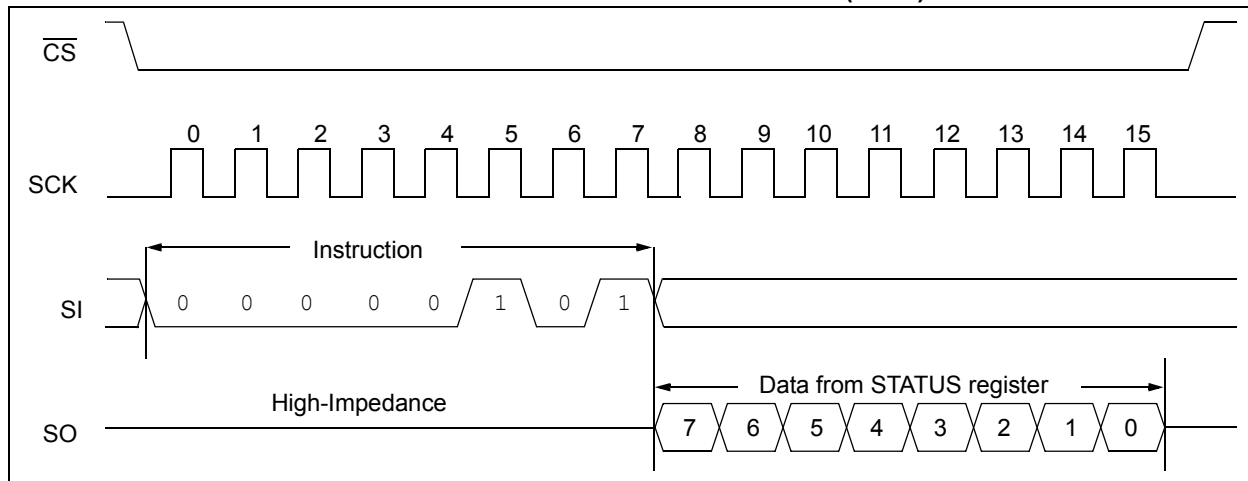 CS
0 1 2 3 4 5 6 7 8 9 10 11 12 13 14 15
SCK
Instruction
SI 0 0 0 0 0 1 0 1
Data from STATUS register
High-Impedance
SO 7 6 5 4 3 2 1 0